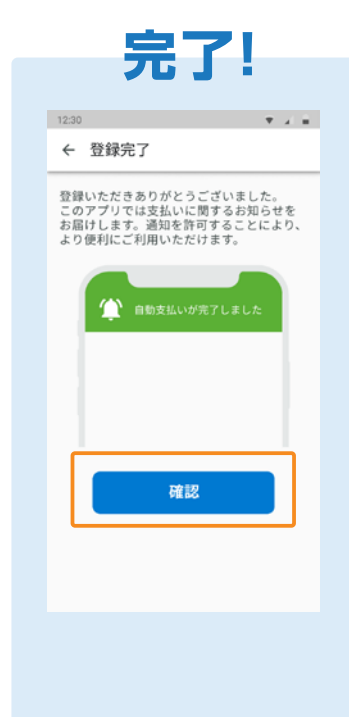 完了!
12:30
← 登録完了
登録いただきありがとうございました。
このアプリでは支払いに関するお知らせを
お届けします。通知を許可することにより、
より便利にご利用いただけます。
自動支払いが完了しました
確認